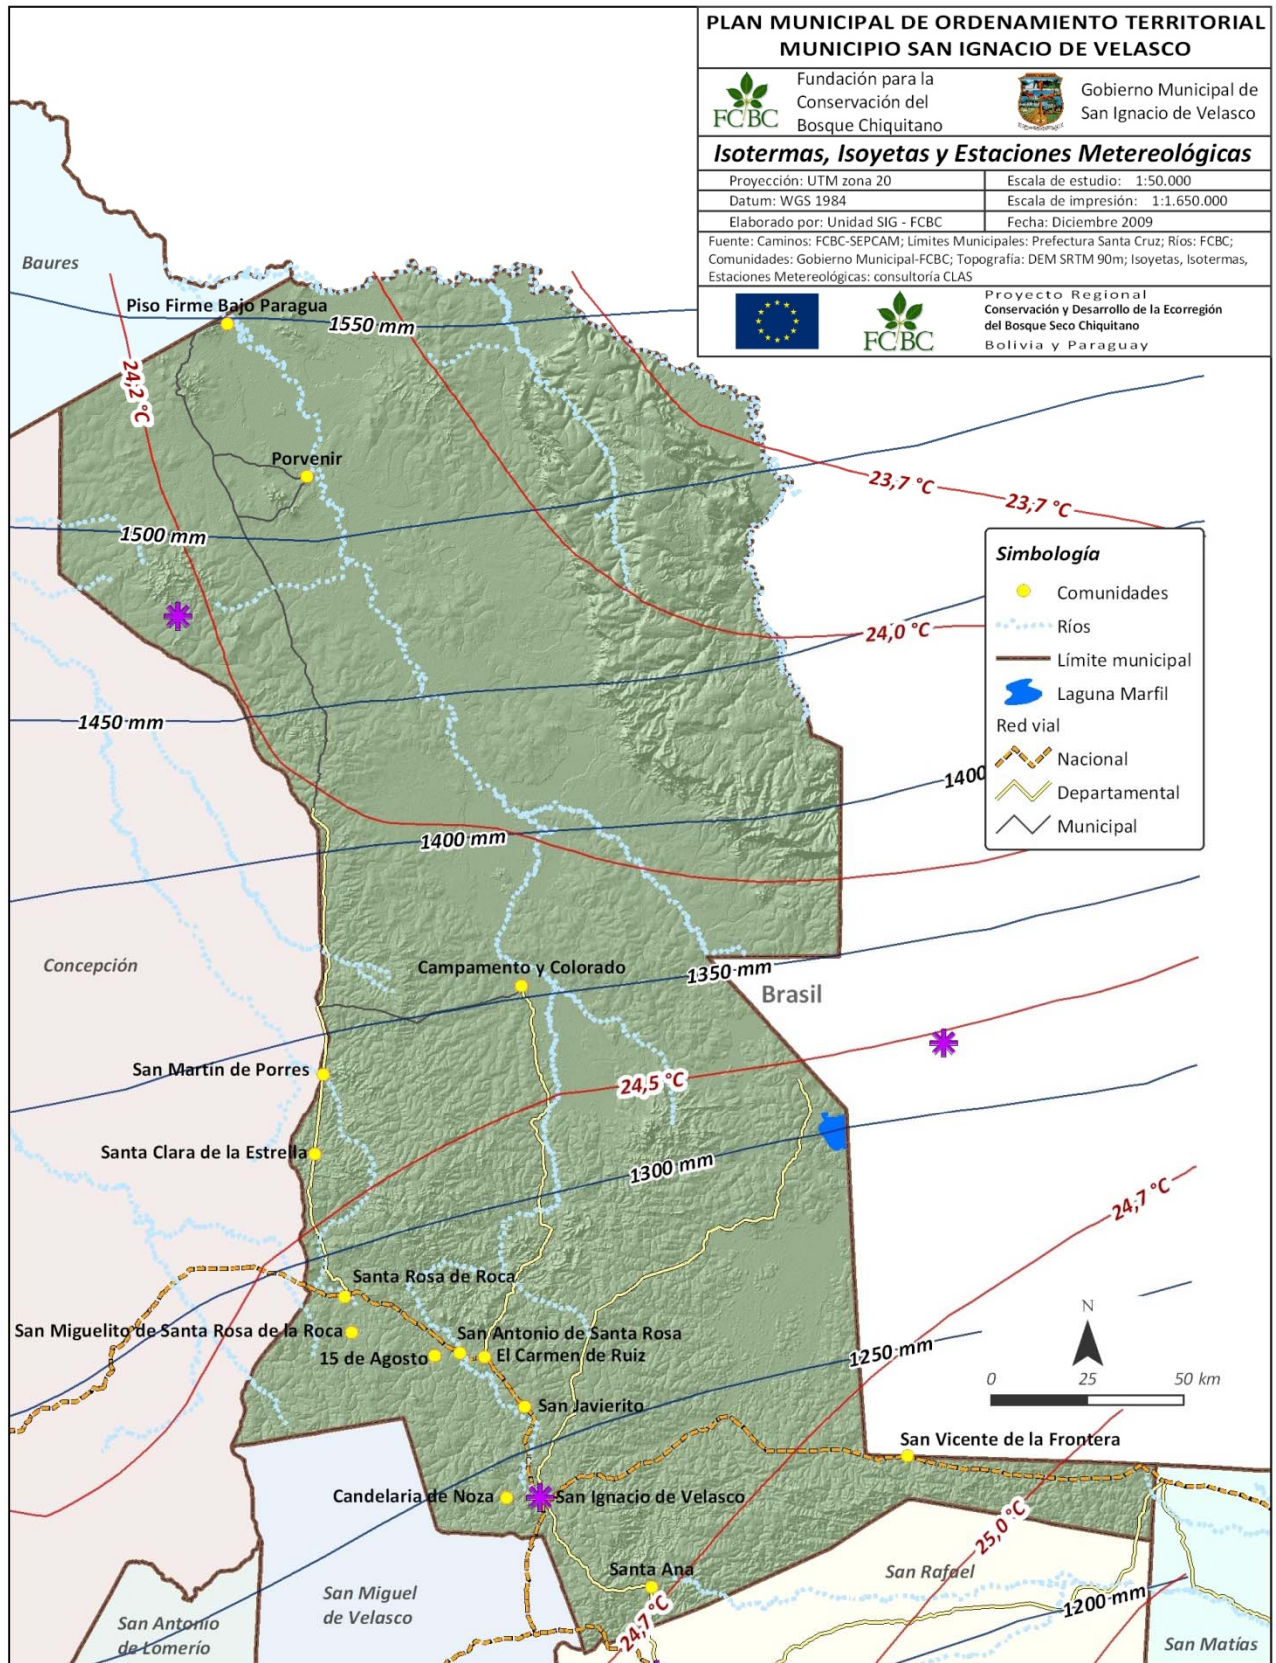 PLAN MUNICIPAL DE ORDENAMIENTO TERRITORIAL
MUNICIPIO SAN IGNACIO DE VELASCO
FCBC
Fundación para la
Conservación del
Bosque Chiquitano
Gobierno Municipal de
San Ignacio de Velasco
Isotermas, Isoyetas y Estaciones Metereológicas
Proyección: UTM zona 20
Escala de estudio: 1:50.000
Datum: WGS 1984
Escala de impresión: 1:1.650.000
Elaborado por: Unidad SIG - FCBC
Fecha: Diciembre 2009
Fuente: Caminos: FCBC-SEPCAM; Límites Municipales: Prefectura Santa Cruz; Ríos: FCBC;
Comunidades: Gobierno Municipal-FCBC; Topografía: DEM SRTM 90m; Isoyetas, Isotermas,
Estaciones Metereológicas: consultoría CLAS
FCBC
Proyecto Regional
Conservación y Desarrollo de la Ecorregión
del Bosque Seco Chiquitano
Bolivia y Paraguay
Baures
Piso Firme Bajo Paragua
1550 mm
24,2 °C
Porvenir
23,7 °C
23,7 °C
1500 mm
Simbología
Comunidades
Ríos
Límite municipal
Laguna Marfil
Red vial
Nacional
Departamental
Municipal
24,0 °C
1450 mm
1400
1400 mm
Concepción
Campamento y Colorado
1350 mm
Brasil
San Martín de Porres
24,5 °C
Santa Clara de la Estrella
1300 mm
24,7 °C
Santa Rosa de Roca
San Miguelito de Santa Rosa de la Roca
San Antonio de Santa Rosa
15 de Agosto
El Carmen de Ruiz
1250 mm
N
0 25 50 km
San Javierito
San Vicente de la Frontera
Candelaria de Noza
San Ignacio de Velasco
25,0 °C
Santa Ana
San Rafael
San Miguel
de Velasco
1200 mm
24,7 °C
San Antonio
de Lomerío
San Matías